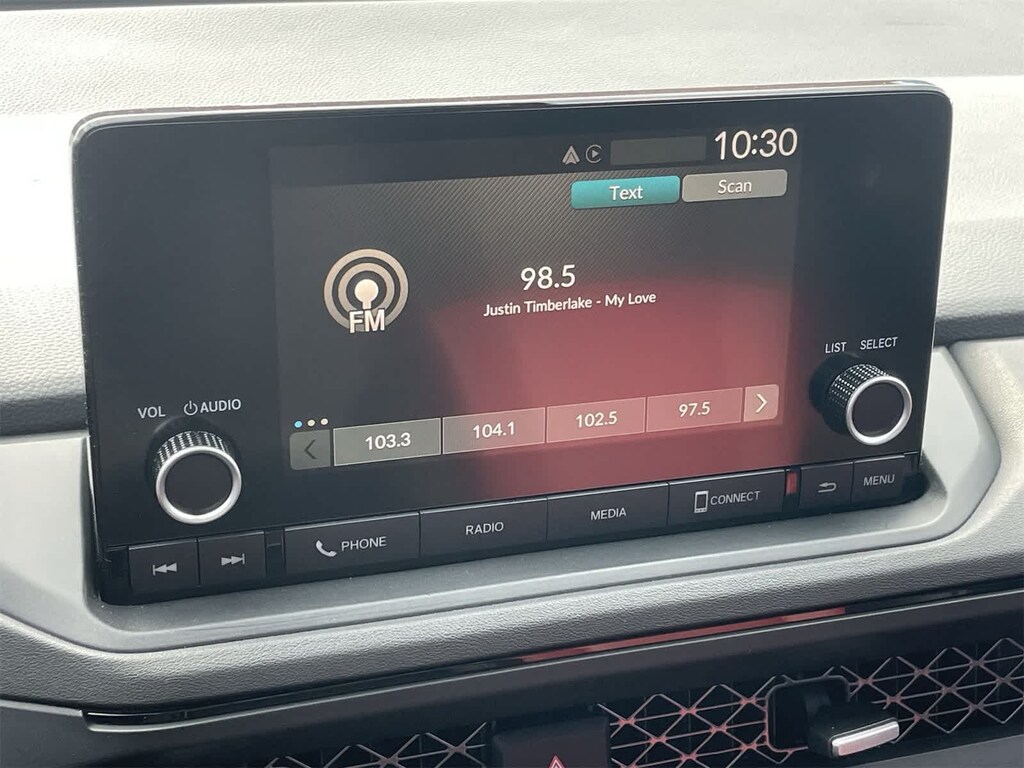 10:30
Text Scan
98.5
Justin Timberlake - My Love
FM
LIST SELECT
VOL AUDIO
103.3 104.1 102.5 97.5
PHONE RADIO MEDIA CONNECT MENU